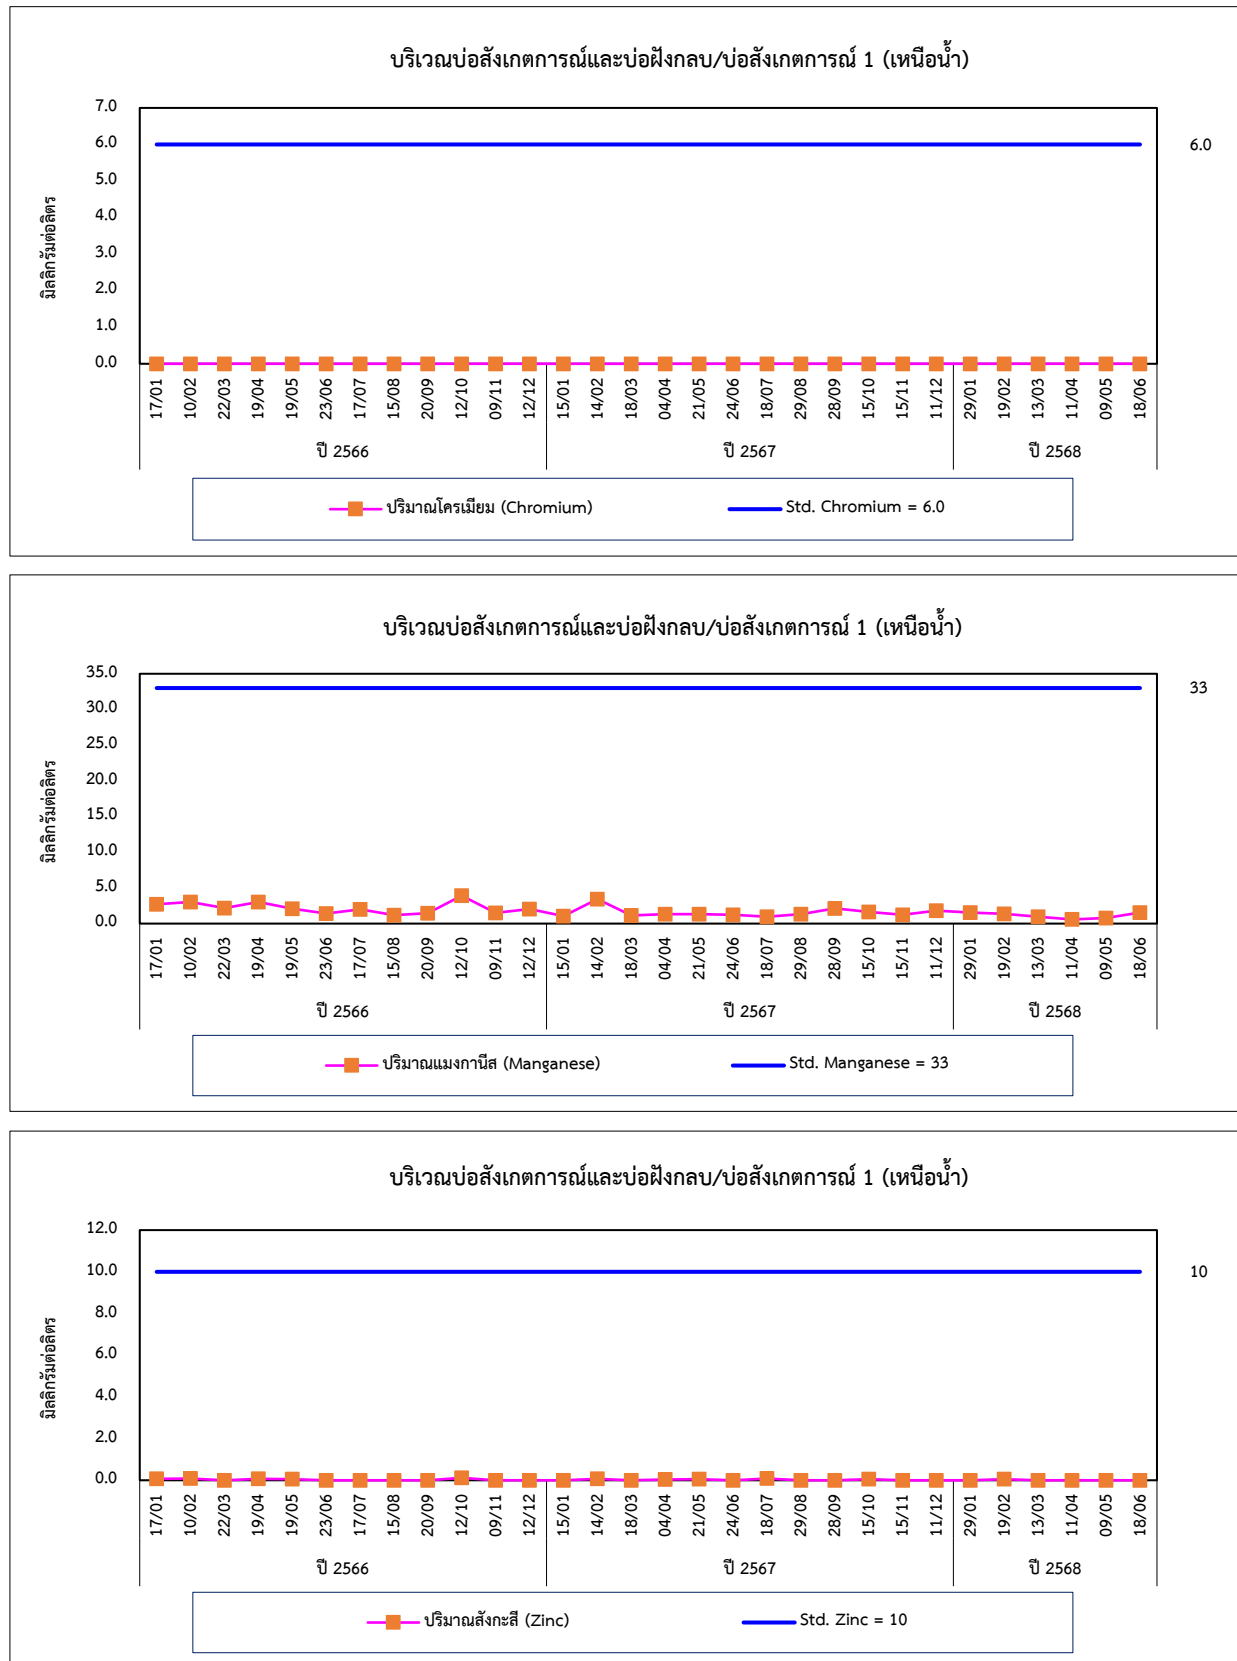 บริเวณบ่อสังเกตการณ์และบ่อฝังกลบ/บ่อสังเกตการณ์ 1 (เหนือน้ำ)
มิลลิกรัมต่อลิตร
7.0
6.0
5.0
4.0
3.0
2.0
1.0
0.0
6.0
17/01 10/02 22/03 19/04 19/05 23/06 17/07 15/08 20/09 12/10 09/11 12/12 15/01 14/02 18/03 04/04 21/05 24/06 18/07 29/08 28/09 15/10 15/11 11/12 29/01 19/02 13/03 11/04 09/05 18/06
ปี 2566 ปี 2567 ปี 2568
ปริมาณโครเมียม (Chromium) Std. Chromium = 6.0
บริเวณบ่อสังเกตการณ์และบ่อฝังกลบ/บ่อสังเกตการณ์ 1 (เหนือน้ำ)
มิลลิกรัมต่อลิตร
35.0
30.0
25.0
20.0
15.0
10.0
5.0
0.0
33
17/01 10/02 22/03 19/04 19/05 23/06 17/07 15/08 20/09 12/10 09/11 12/12 15/01 14/02 18/03 04/04 21/05 24/06 18/07 29/08 28/09 15/10 15/11 11/12 29/01 19/02 13/03 11/04 09/05 18/06
ปี 2566 ปี 2567 ปี 2568
ปริมาณแมงกานีส (Manganese) Std. Manganese = 33
บริเวณบ่อสังเกตการณ์และบ่อฝังกลบ/บ่อสังเกตการณ์ 1 (เหนือน้ำ)
มิลลิกรัมต่อลิตร
12.0
10.0
8.0
6.0
4.0
2.0
0.0
10
17/01 10/02 22/03 19/04 19/05 23/06 17/07 15/08 20/09 12/10 09/11 12/12 15/01 14/02 18/03 04/04 21/05 24/06 18/07 29/08 28/09 15/10 15/11 11/12 29/01 19/02 13/03 11/04 09/05 18/06
ปี 2566 ปี 2567 ปี 2568
ปริมาณสังกะสี (Zinc) Std. Zinc = 10